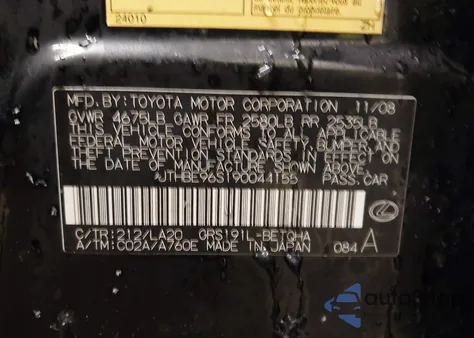 24010
MFD.BY:TOYOTA MOTOR CORPORATION 11/08
GVWR 4675LB GAWR FR 2580LB RR 2535LB
THIS VEHICLE CONFORMS TO ALL APPLICABLE
FEDERAL MOTOR VEHICLE SAFETY, BUMPER, AND
THEFT PREVENTION STANDARDS IN EFFECT ON
THE DATE OF MANUFACTURE SHOWN ABOVE.
JTHBE96S190044155 PASS.CAR
C/TR:212/LA20 GRS191L-BETQHA
A/TM:C02A/A760E MADE IN JAPAN 084 A